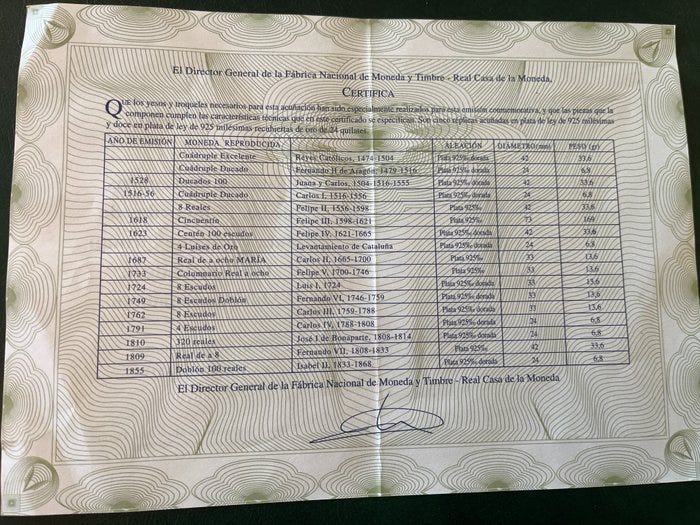 El Director General de la Fábrica Nacional de Moneda y Timbre - Real Casa de la Moneda,
CERTIFICA
QUE los yesos y troqueles necesarios para esta acuñación han sido especialmente realizados para esta emisión conmemorativa, y que las piezas que la
componen cumplen las características técnicas que en este certificado se especifican. Son cinco réplicas acuñadas en plata de ley de 925 milésimas
y doce en plata de ley de 925 milésimas recubiertas de oro de 24 quilates.
AÑO DE EMISIÓN MONEDA REPRODUCIDA ALEACIÓN DIÁMETRO(mm) PESO (gr)
Cuádruple Excelente Reyes Católicos, 1474-1504 Plata 925‰ dorada 42 33,6
Cuádruple Ducado Fernando II de Aragón, 1479-1516 Plata 925‰ dorada 24 6,8
1528 Ducados 100 Juana y Carlos, 1504-1516-1555 Plata 925‰ dorada 42 33,6
1516-56 Cuádruple Ducado Carlos I, 1516-1556 Plata 925‰ dorada 24 6,8
8 Reales Felipe II, 1556-1598 Plata 925‰ 42 33,6
1618 Cincuentín Felipe III, 1598-1621 Plata 925‰ 73 169
1623 Centén 100 escudos Felipe IV, 1621-1665 Plata 925‰ dorada 42 33,6
4 Luises de Oro Levantamiento de Cataluña Plata 925‰ dorada 24 6,8
1687 Real de a ocho MARÍA Carlos II, 1665-1700 Plata 925‰ 33 13,6
1733 Columnario Real a ocho Felipe V, 1700-1746 Plata 925‰ 33 13,6
1724 8 Escudos Luis I, 1724 Plata 925‰ dorada 33 13,6
1749 8 Escudos Doblón Fernando VI, 1746-1759 Plata 925‰ dorada 33 13,6
1762 8 Escudos Carlos III, 1759-1788 Plata 925‰ dorada 33 13,6
1791 4 Escudos Carlos IV, 1788-1808 Plata 925‰ dorada 24 6,8
1810 320 reales José I de Bonaparte, 1808-1814 Plata 925‰ dorada 24 6,8
1809 Real de a 8 Fernando VII, 1808-1833 Plata 925‰ 42 33,6
1855 Doblón 100 reales Isabel II, 1833-1868 Plata 925‰ dorada 24 6,8
El Director General de la Fábrica Nacional de Moneda y Timbre - Real Casa de la Moneda